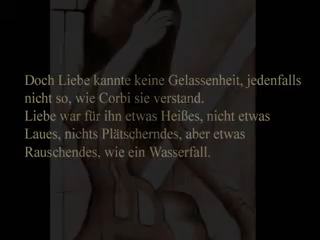 Doch Liebe kannte keine Gelassenheit, jedenfalls
nicht so, wie Corbi sie verstand.
Liebe war für ihn etwas Heißes, nicht etwas
Laues, nichts Plätscherndes, aber etwas
Rauschendes, wie ein Wasserfall.